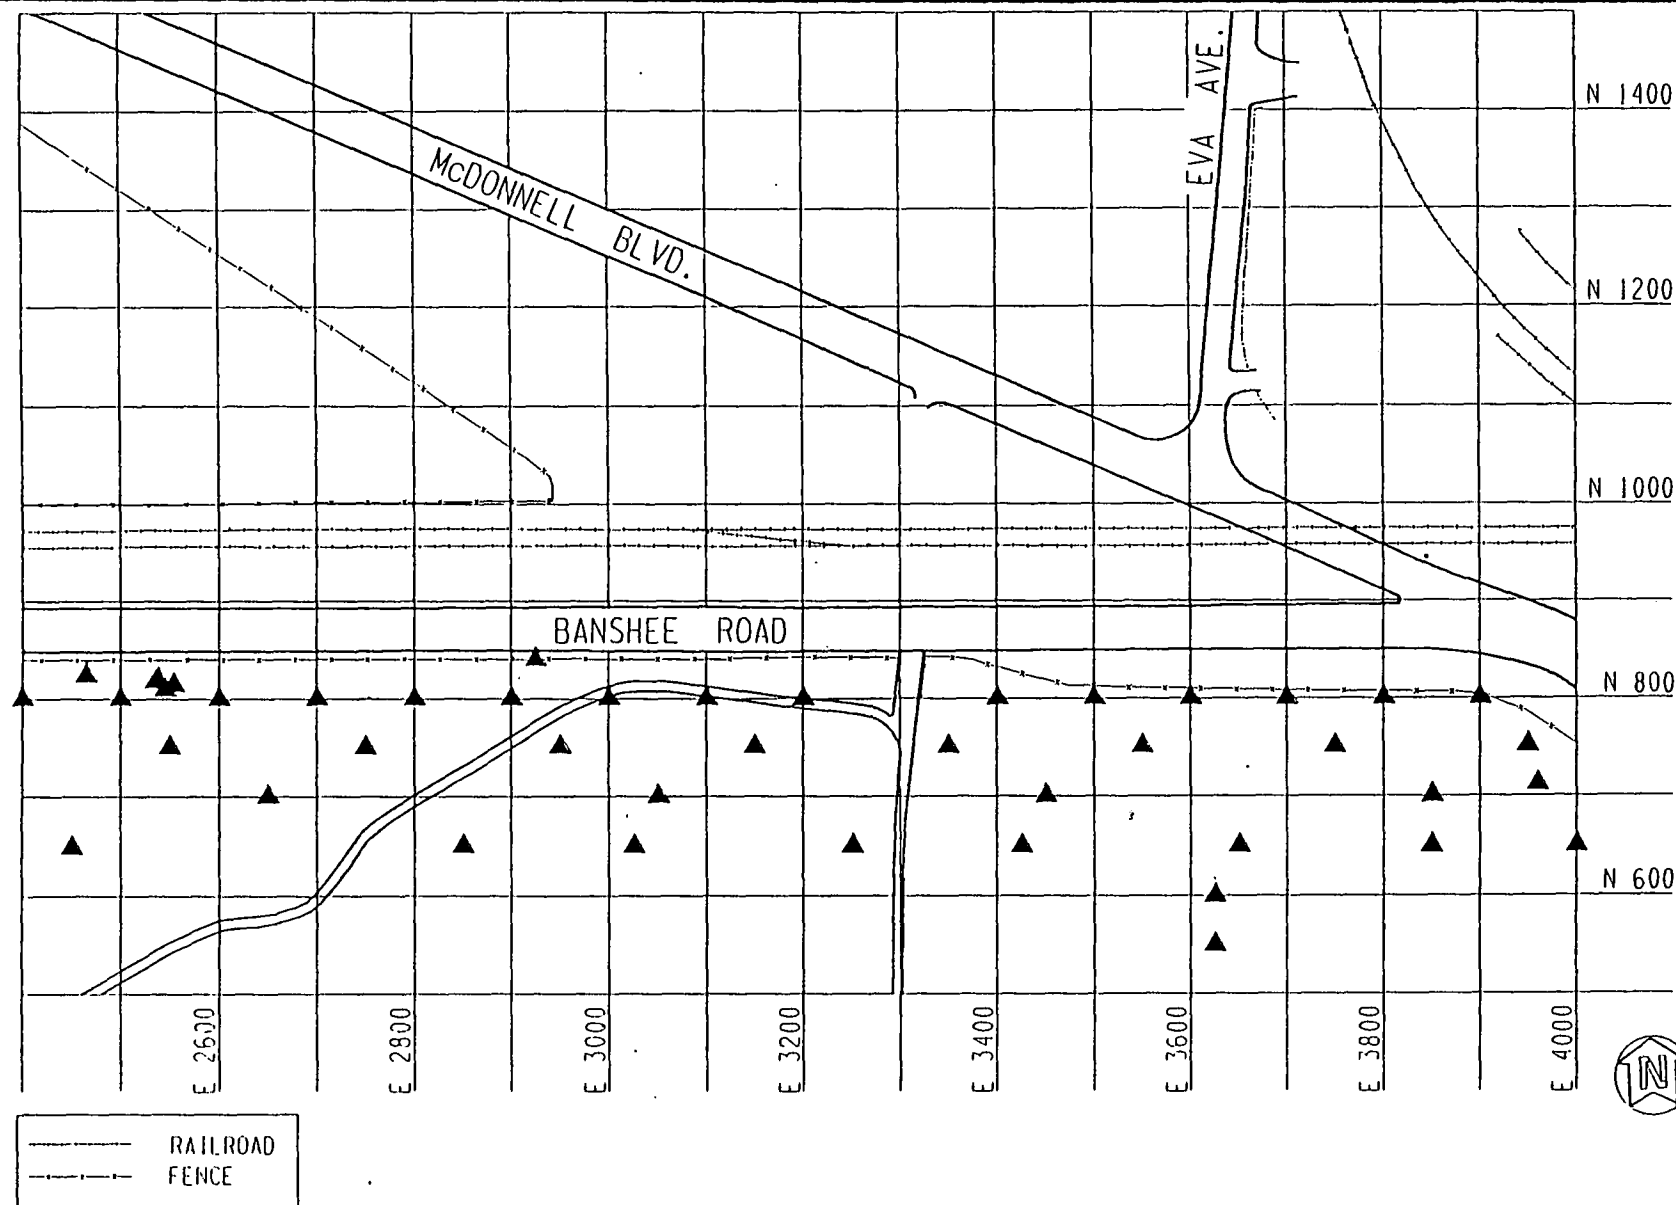 EVA AVE.
N 1400
McDONNELL BLVD.
N 1200
N 1000
BANSHEE ROAD
N 800
N 600
E 2600
E 2800
E 3000
E 3200
E 3400
E 3600
E 3800
E 4000
N
RAILROAD
FENCE